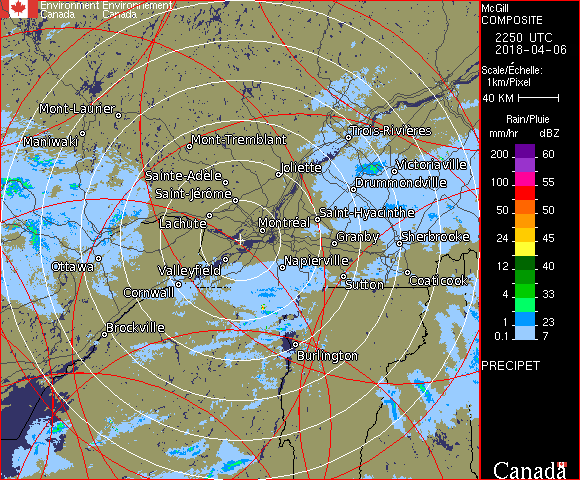 Environment Environnement
Canada Canada
McGill
COMPOSITE
2250 UTC
2018-04-06
Scale/Échelle:
1km/Pixel
40 KM
Rain/Pluie
mm/hr dBZ
200 60
100 55
50 50
24 45
12 40
4 33
1 23
0.1 7
PRECIPET
Canada
Mont-Laurier
Maniwaki
Mont-Tremblant
Trois-Rivières
Joliette
Victoriaville
Sainte-Adèle
Drummondville
Saint-Jérôme
Saint-Hyacinthe
Lachute
Montréal
Granby
Sherbrooke
Ottawa
Valleyfield
Napierville
Sutton
Coaticook
Cornwall
Brockville
Burlington